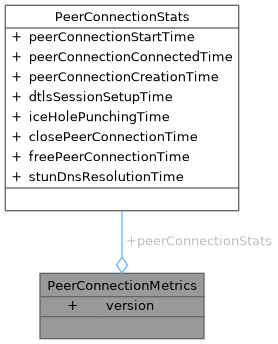 PeerConnectionStats
+ peerConnectionStartTime
+ peerConnectionConnectedTime
+ peerConnectionCreationTime
+ dtlsSessionSetupTime
+ iceHolePunchingTime
+ closePeerConnectionTime
+ freePeerConnectionTime
+ stunDnsResolutionTime
+peerConnectionStats
PeerConnectionMetrics
+ version